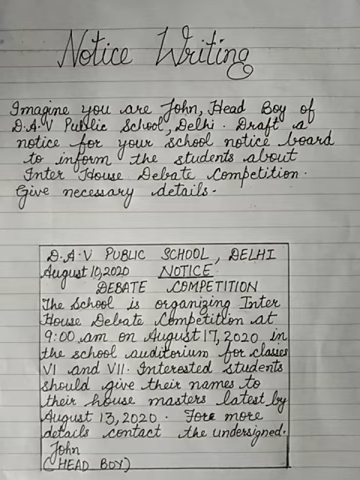 Notice Writing
Imagine you are John, Head Boy of
D.A.V Public School, Delhi. Draft a
notice for your school notice board
to inform the students about
Inter House Debate Competition.
Give necessary details.
D.A.V PUBLIC SCHOOL, DELHI
August 10,2020 NOTICE
DEBATE COMPETITION
The School is organizing Inter
House Debate Competition at
9:00 am on August 17,2020 in
the school auditorium for classes
VI and VII. Interested students
should give their names to
their house masters latest by
August 13,2020. Fore more
details contact the undersigned.
John
(HEAD BOY)